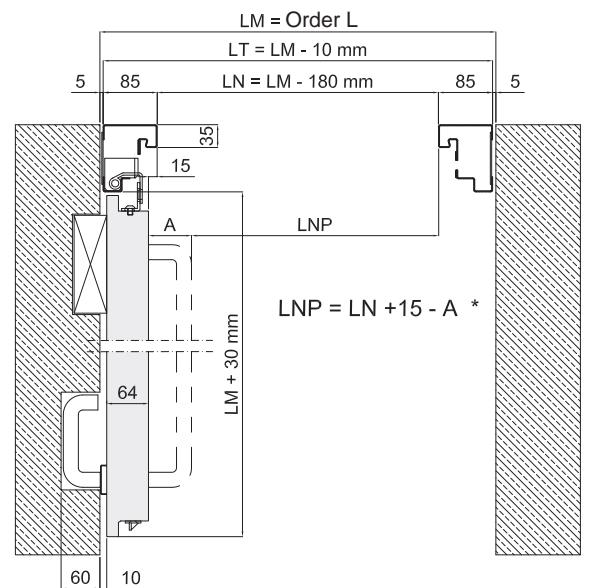 LM = Order L
LT = LM - 10 mm
5 85 LN = LM - 180 mm 85 5
35
15
A LNP
LNP = LN +15 - A *
LM + 30 mm
64
60 10